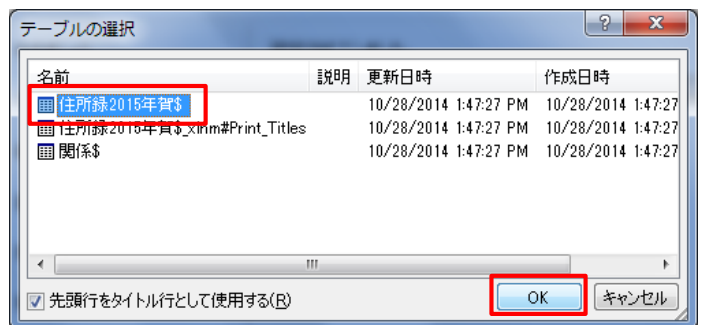 テーブルの選択
名前 説明 更新日時 作成日時
住所録2015年賀$ 10/28/2014 1:47:27 PM 10/28/2014 1:47:27
住所録2015年賀$_xlnm#Print_Titles 10/28/2014 1:47:27 PM 10/28/2014 1:47:27
関係$ 10/28/2014 1:47:27 PM 10/28/2014 1:47:27
先頭行をタイトル行として使用する(R) OK キャンセル